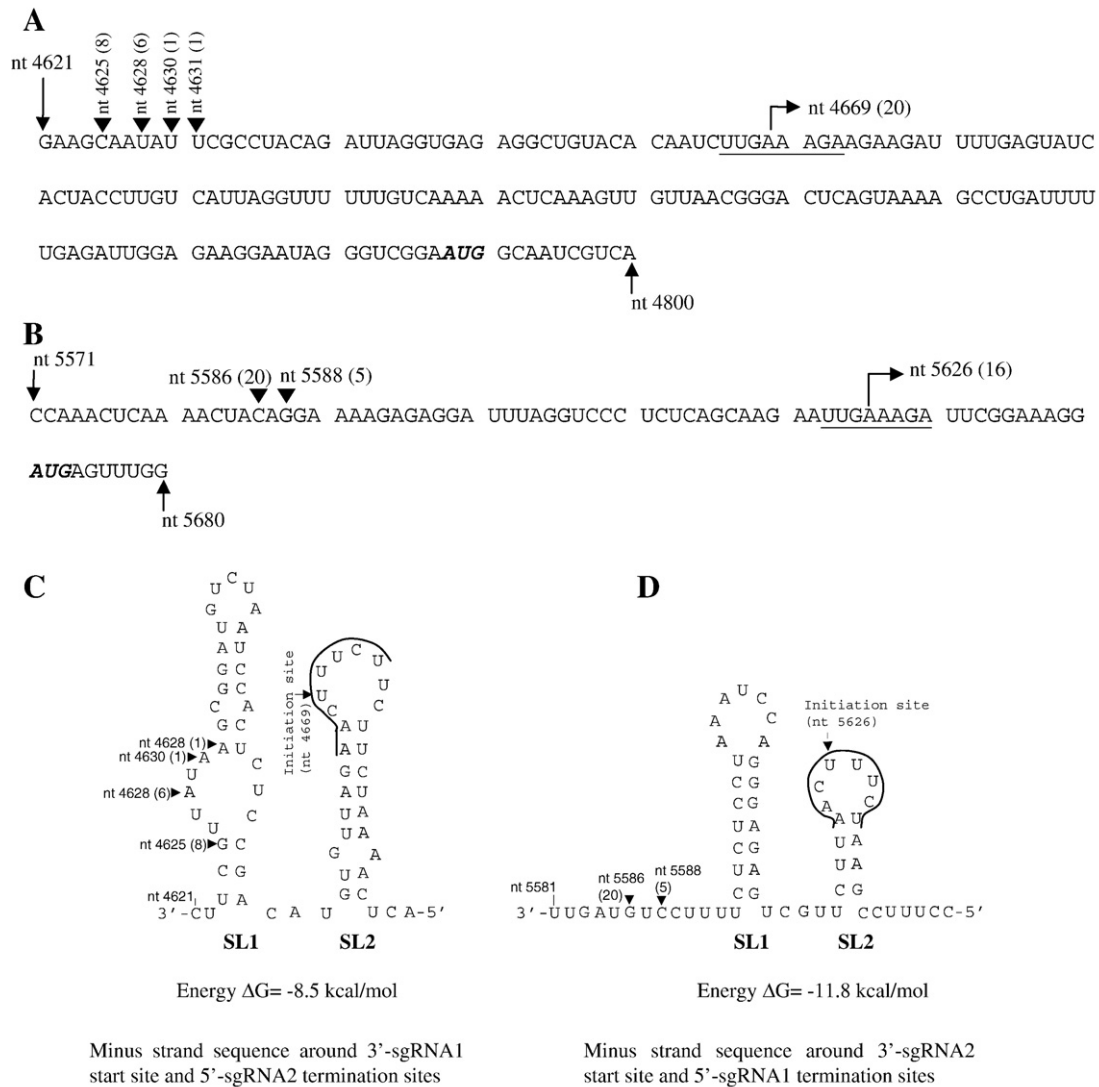 A
nt 4621
nt 4625 (8)
nt 4628 (6)
nt 4630 (1)
nt 4631 (1)
nt 4669 (20)
GAAGCAAUAU UCGCCUACAG AUUAGGUGAG AGGCUGUACA CAAUCUUGAA AGAAGAAGAU UUUGAGUAUC
ACUACCUUGU CAUUAGGUUU UUUGUCAAAA ACUCAAAGUU GUUAACGGGA CUCAGUAAAA GCCUGAUUUU
UGAGAUUGGA GAAGGAAUAG GGUCGGAAUG GCAAUCGUCA
nt 4800
B
nt 5571
nt 5586 (20) nt 5588 (5)
nt 5626 (16)
CCAAACUCAA AACUACAGGA AAAGAGAGGA UUUAGGUCCC UCUCAGCAAG AAUUGAAAGA UUCGGAAAGG
AUGAGUUUGG
nt 5680
C
nt 4628 (1)
nt 4630 (1)
nt 4628 (6)
nt 4625 (8)
nt 4621
Initiation site
(nt 4669)
3'-CUU A CAU UCA-5'
SL1 SL2
Energy ΔG= -8.5 kcal/mol
Minus strand sequence around 3'-sgRNA1
start site and 5'-sgRNA2 termination sites
D
Initiation site
(nt 5626)
nt 5581
nt 5586
(20)
nt 5588
(5)
3'-UUGAUGUCCUUUU UCGUU CCUUUCC-5'
SL1 SL2
Energy ΔG= -11.8 kcal/mol
Minus strand sequence around 3'-sgRNA2
start site and 5'-sgRNA1 termination sites